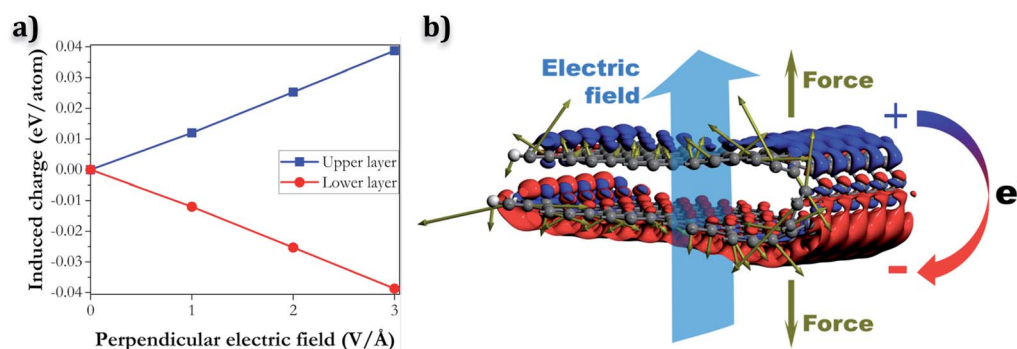 a)
Induced charge (eV/atom)
0.04
0.03
0.02
0.01
0.00
-0.01
-0.02
-0.03
-0.04
Upper layer
Lower layer
0 1 2 3
Perpendicular electric field (V/Å)
b)
Electric
field
Force
+
e
-
Force